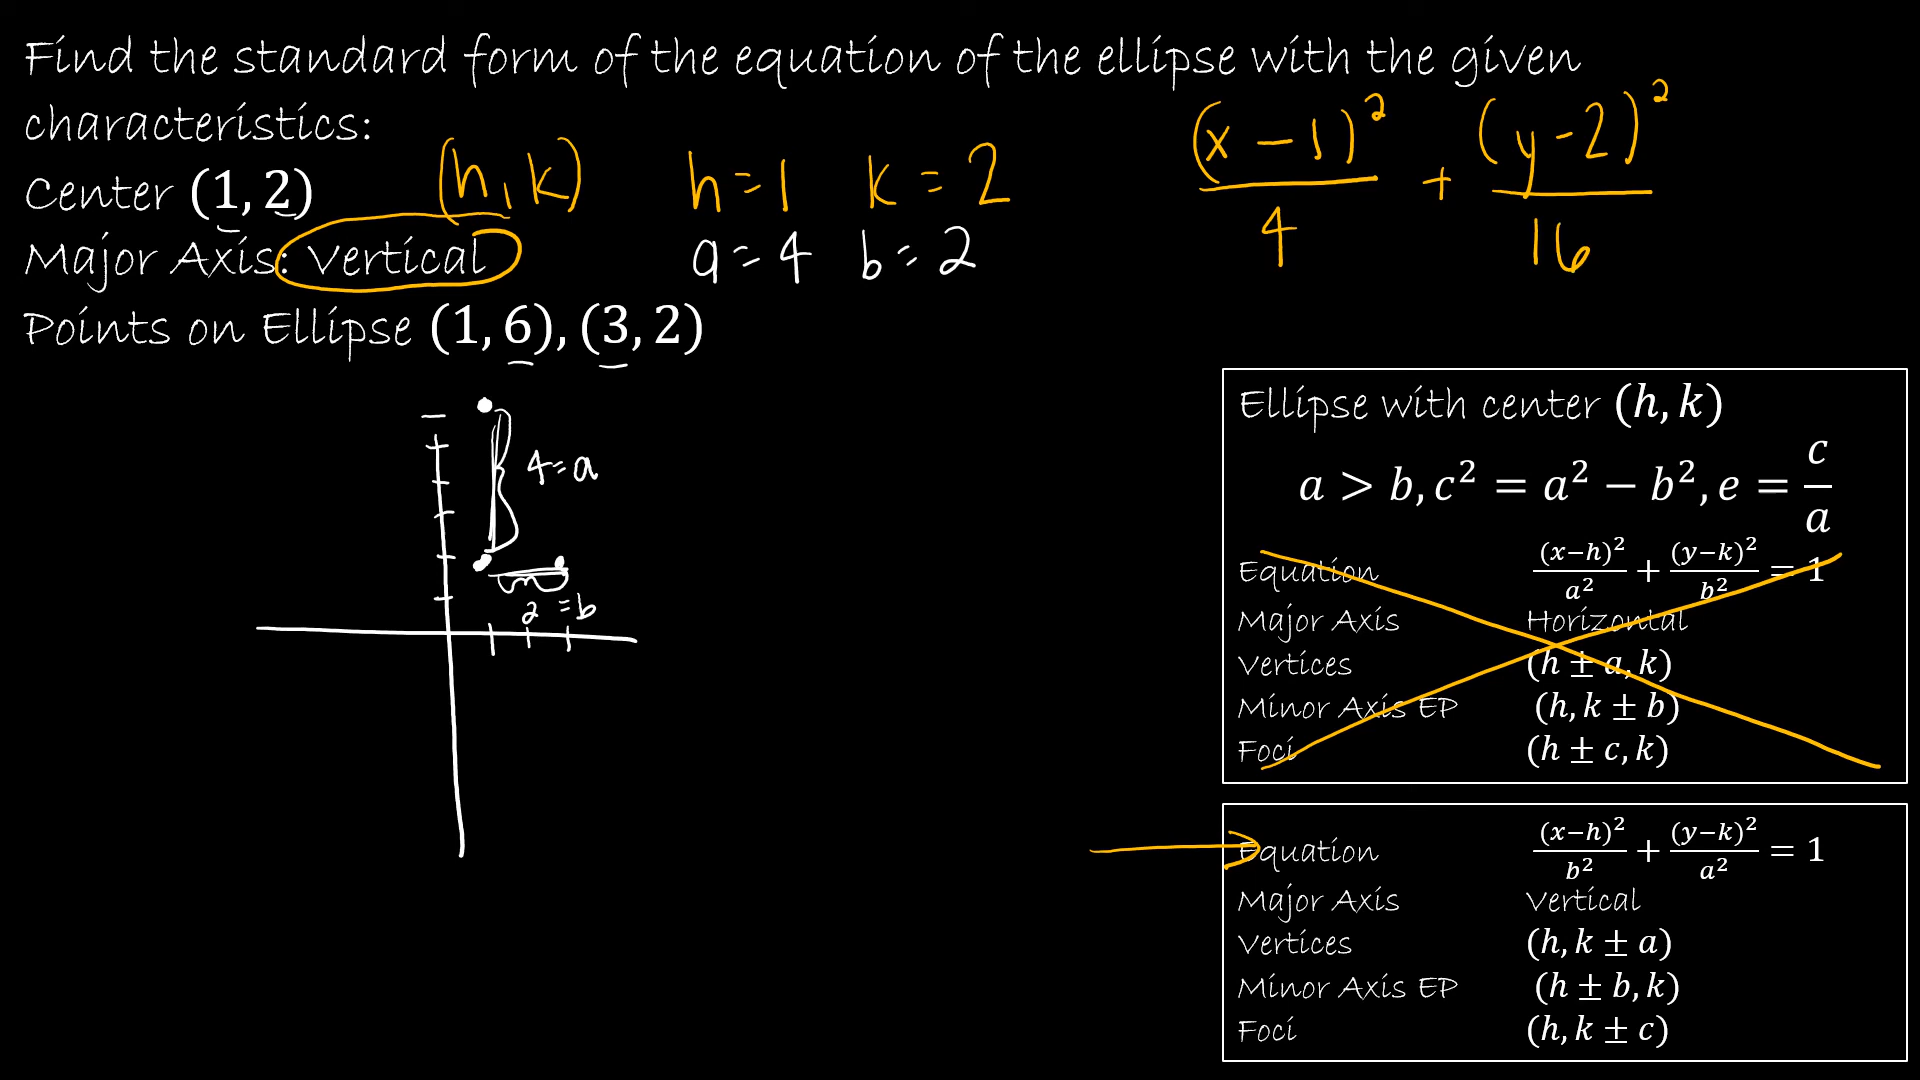 Find the standard form of the equation of the ellipse with the given
characteristics:
Center (1, 2)
(h, k)
h = 1 k = 2
(x - 1)² / 4 + (y - 2)² / 16
Major Axis: Vertical
a = 4 b = 2
Points on Ellipse (1, 6), (3, 2)
4 = a
2 = b
Ellipse with center (h, k)
a > b, c² = a² − b², e = c/a
Equation (x−h)²/a² + (y−k)²/b² = 1
Major Axis Horizontal
Vertices (h ± a, k)
Minor Axis EP (h, k ± b)
Foci (h ± c, k)
Equation (x−h)²/b² + (y−k)²/a² = 1
Major Axis Vertical
Vertices (h, k ± a)
Minor Axis EP (h ± b, k)
Foci (h, k ± c)